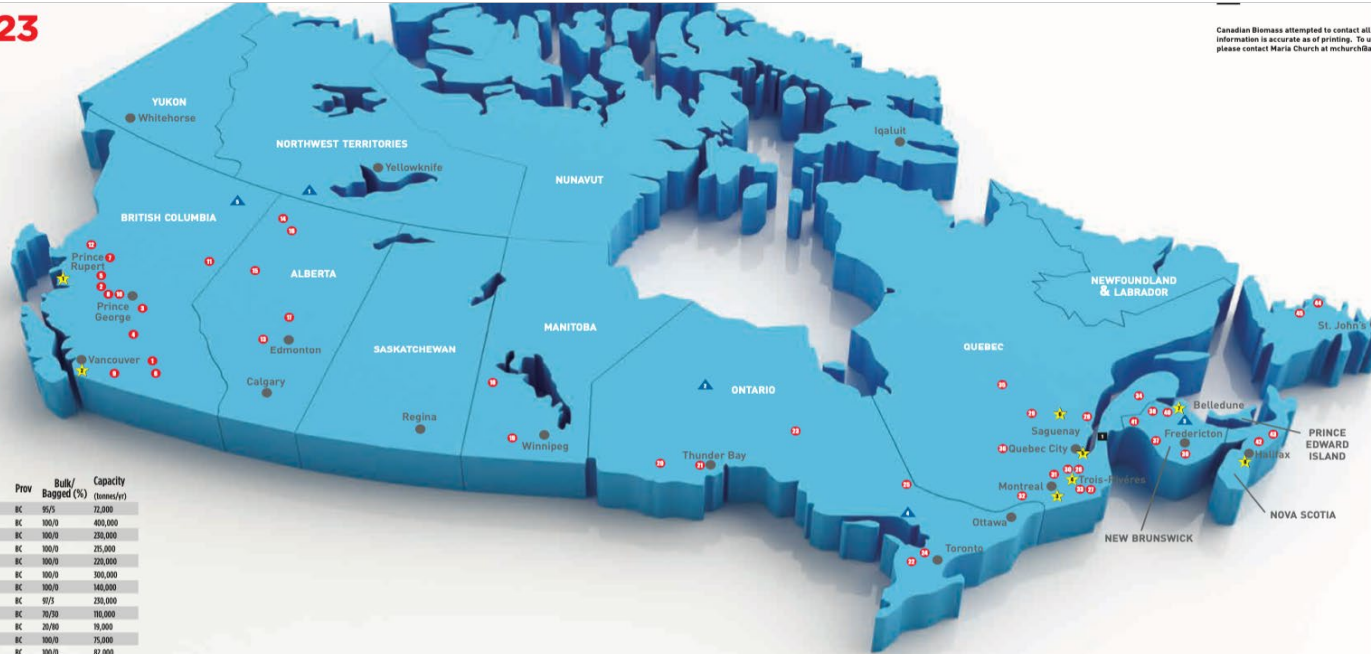 23
Canadian Biomass attempted to contact all
information is accurate as of printing. To u
please contact Maria Church at mchurch@a
YUKON
Whitehorse
NORTHWEST TERRITORIES
Yellowknife
NUNAVUT
Iqaluit
BRITISH COLUMBIA
Prince
Rupert
Prince
George
Vancouver
ALBERTA
Edmonton
Calgary
SASKATCHEWAN
Regina
MANITOBA
Winnipeg
ONTARIO
Thunder Bay
Ottawa
Toronto
QUEBEC
Saguenay
Quebec City
Trois-Rivéres
Montreal
NEWFOUNDLAND
& LABRADOR
St. John's
Belledune
Fredericton
Halifax
PRINCE
EDWARD
ISLAND
NOVA SCOTIA
NEW BRUNSWICK
Prov Bulk/ Bagged (%) Capacity (tonnes/yr)
BC 95/5 72,000
BC 100/0 400,000
BC 100/0 230,000
BC 100/0 215,000
BC 100/0 220,000
BC 100/0 300,000
BC 100/0 140,000
BC 97/3 230,000
BC 70/30 110,000
BC 20/80 19,000
BC 100/0 75,000
BC 100/0 82,000